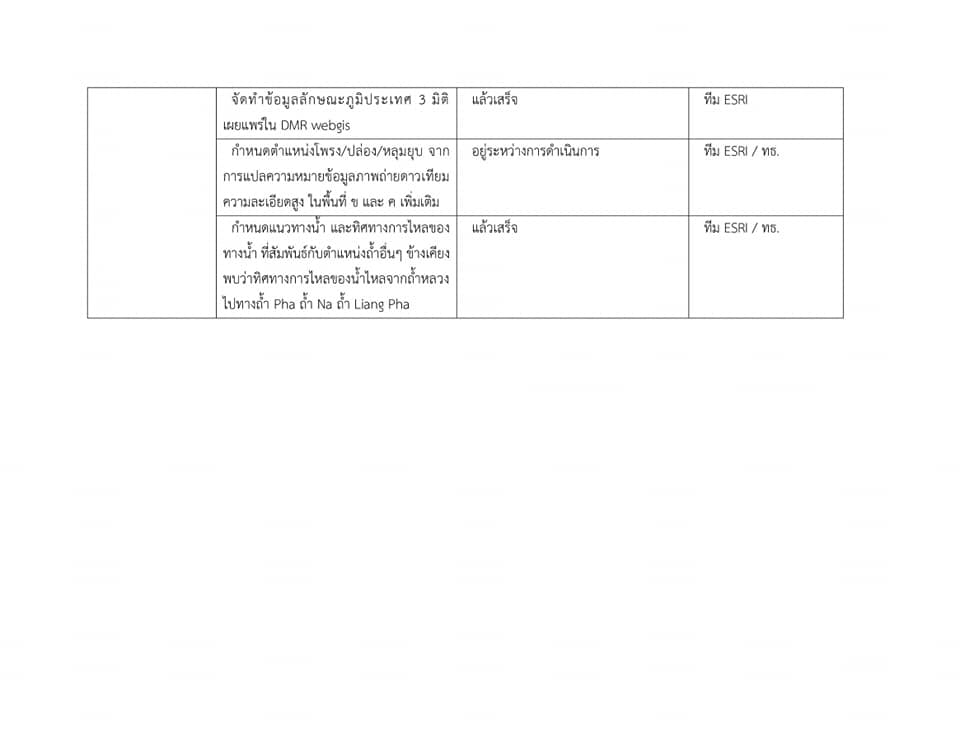 จัดทำข้อมูลลักษณะภูมิประเทศ 3 มิติ
เผยแพร่ใน DMR webgis
แล้วเสร็จ
ทีม ESRI
กำหนดตำแหน่งโพรง/ปล่อง/หลุมยุบ จาก
การแปลความหมายข้อมูลภาพถ่ายดาวเทียม
ความละเอียดสูง ในพื้นที่ ข และ ค เพิ่มเติม
อยู่ระหว่างการดำเนินการ
ทีม ESRI / ทธ.
กำหนดแนวทางน้ำ และทิศทางการไหลของ
ทางน้ำ ที่สัมพันธ์กับตำแหน่งถ้ำอื่นๆ ข้างเคียง
พบว่าทิศทางการไหลของน้ำไหลจากถ้ำหลวง
ไปทางถ้ำ Pha ถ้ำ Na ถ้ำ Liang Pha
แล้วเสร็จ
ทีม ESRI / ทธ.